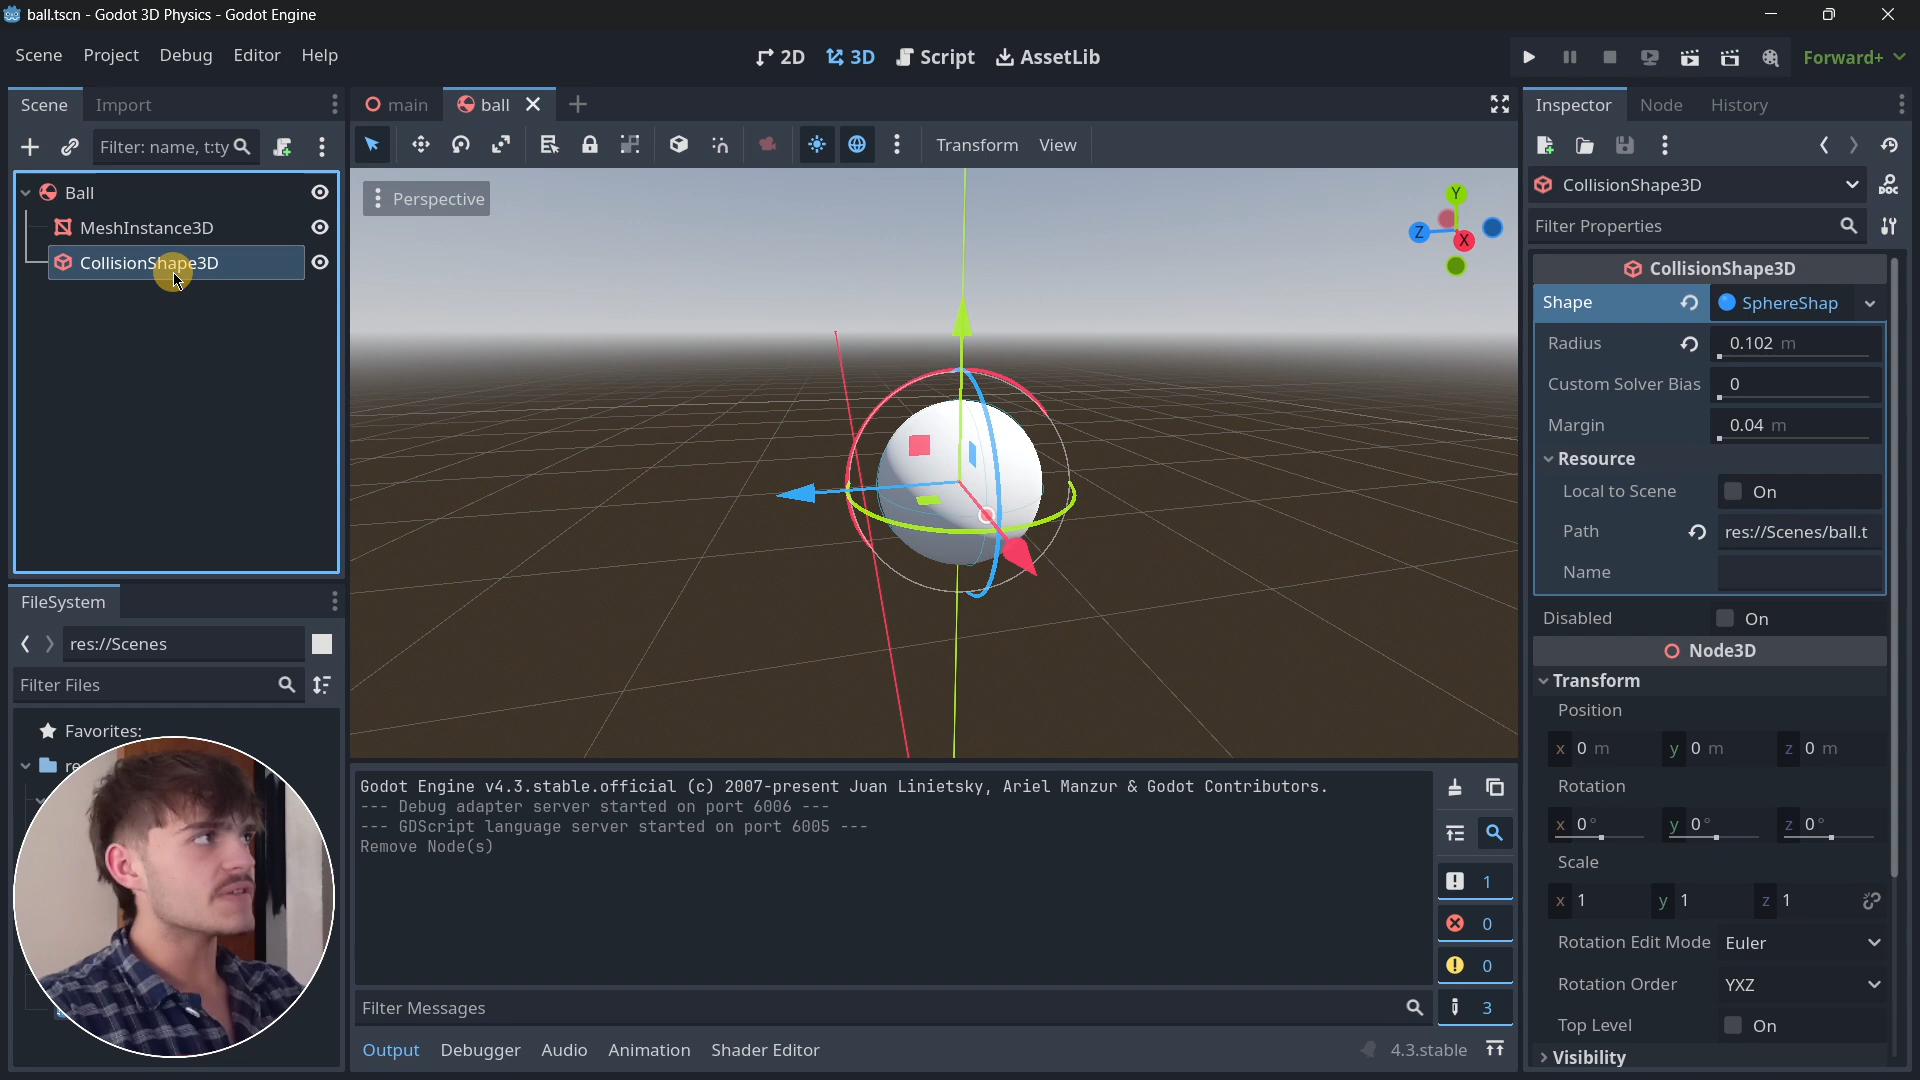 ball.tscn - Godot 3D Physics - Godot Engine
Scene Project Debug Editor Help
2D 3D Script AssetLib
Forward+
Scene Import
main ball
Inspector Node History
Filter: name, t:ty
Transform View
CollisionShape3D
Filter Properties
Ball
MeshInstance3D
CollisionShape3D
Perspective
Y
Z
X
CollisionShape3D
Shape SphereShap
Radius 0.102 m
Custom Solver Bias 0
Margin 0.04 m
Resource
Local to Scene On
Path res://Scenes/ball.t
Name
Disabled On
Node3D
Transform
Position
x 0 m y 0 m z 0 m
Rotation
x 0° y 0° z 0°
Scale
x 1 y 1 z 1
Rotation Edit Mode Euler
Rotation Order YXZ
Top Level On
Visibility
FileSystem
res://Scenes
Filter Files
Favorites:
re
Godot Engine v4.3.stable.official (c) 2007-present Juan Linietsky, Ariel Manzur & Godot Contributors.
--- Debug adapter server started on port 6006 ---
--- GDScript language server started on port 6005 ---
Remove Node(s)
1
0
0
3
Filter Messages
Output Debugger Audio Animation Shader Editor
4.3.stable